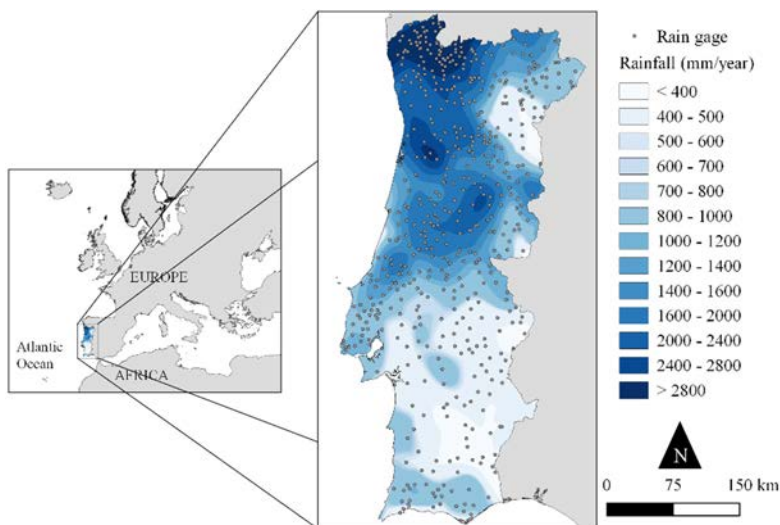 Rain gage
Rainfall (mm/year)
< 400
400 - 500
500 - 600
600 - 700
700 - 800
800 - 1000
1000 - 1200
1200 - 1400
1400 - 1600
1600 - 2000
2000 - 2400
2400 - 2800
> 2800
EUROPE
Atlantic
Ocean
AFRICA
N
0 75 150 km